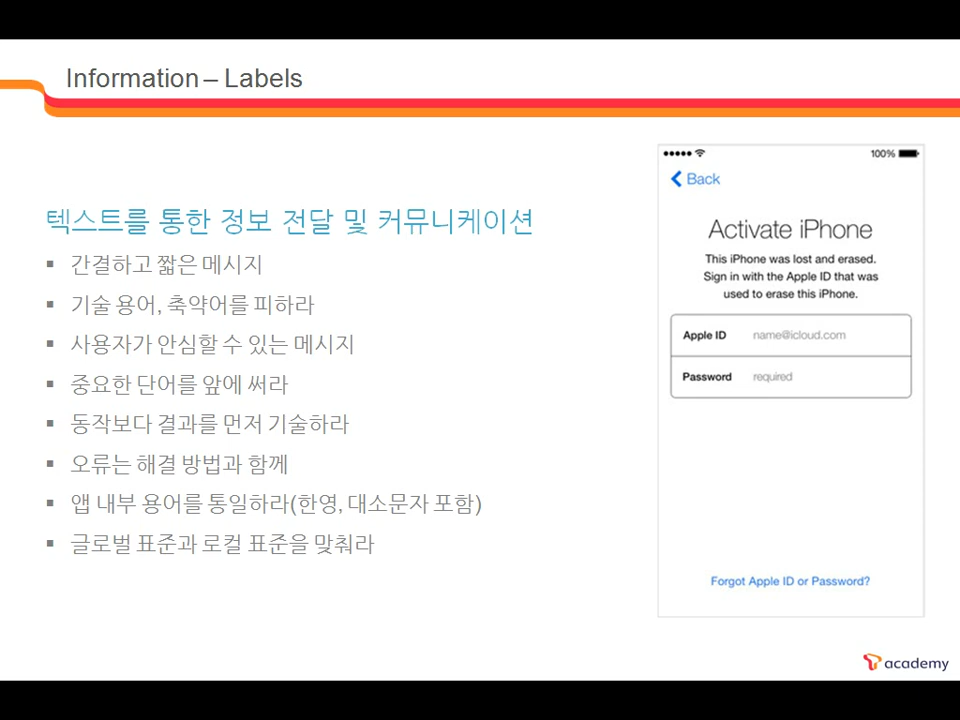 Information – Labels
텍스트를 통한 정보 전달 및 커뮤니케이션
▪ 간결하고 짧은 메시지
▪ 기술 용어, 축약어를 피하라
▪ 사용자가 안심할 수 있는 메시지
▪ 중요한 단어를 앞에 써라
▪ 동작보다 결과를 먼저 기술하라
▪ 오류는 해결 방법과 함께
▪ 앱 내부 용어를 통일하라(한영, 대소문자 포함)
▪ 글로벌 표준과 로컬 표준을 맞춰라
100%
Back
Activate iPhone
This iPhone was lost and erased.
Sign in with the Apple ID that was
used to erase this iPhone.
Apple ID name@icloud.com
Password required
Forgot Apple ID or Password?
T academy